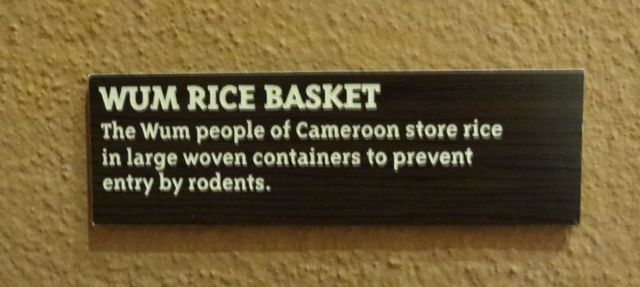 WUM RICE BASKET
The Wum people of Cameroon store rice
in large woven containers to prevent
entry by rodents.